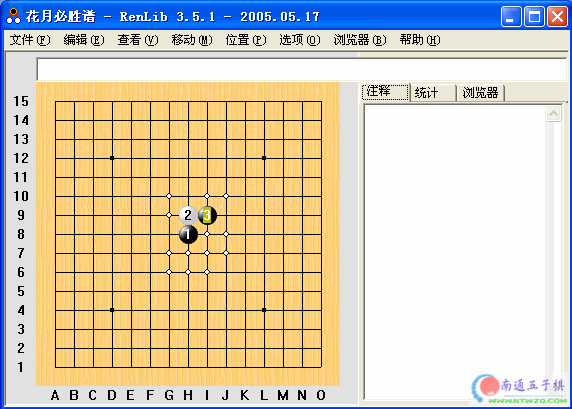 花月必胜谱 - RenLib 3.5.1 - 2005.05.17
文件(F) 编辑(E) 查看(V) 移动(M) 位置(P) 选项(O) 浏览器(B) 帮助(H)
注释 统计 浏览器
15
14
13
12
11
10
9 2 3
8 1
7
6
5
4
3
2
1
A B C D E F G H I J K L M N O
南通五子棋
WWW.NTWZQ.COM